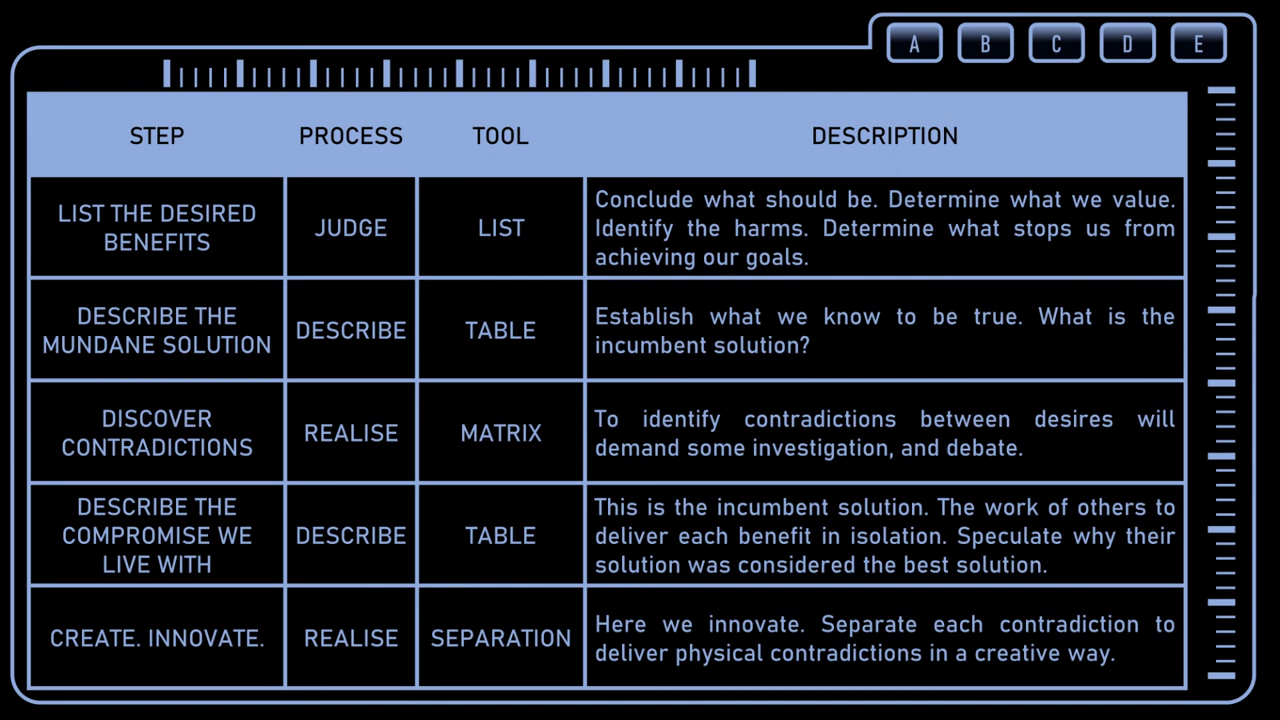 A B C D E
STEP PROCESS TOOL DESCRIPTION
LIST THE DESIRED
BENEFITS
JUDGE
LIST
Conclude what should be. Determine what we value.
Identify the harms. Determine what stops us from
achieving our goals.
DESCRIBE THE
MUNDANE SOLUTION
DESCRIBE
TABLE
Establish what we know to be true. What is the
incumbent solution?
DISCOVER
CONTRADICTIONS
REALISE
MATRIX
To identify contradictions between desires will
demand some investigation, and debate.
DESCRIBE THE
COMPROMISE WE
LIVE WITH
DESCRIBE
TABLE
This is the incumbent solution. The work of others to
deliver each benefit in isolation. Speculate why their
solution was considered the best solution.
CREATE. INNOVATE.
REALISE
SEPARATION
Here we innovate. Separate each contradiction to
deliver physical contradictions in a creative way.